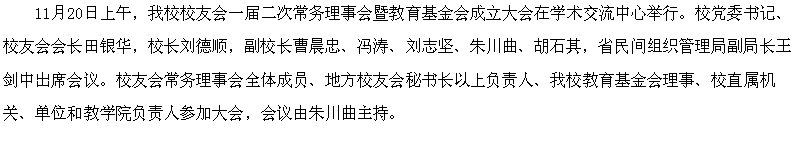 11月20日上午，我校校友会一届二次常务理事会暨教育基金会成立大会在学术交流中心举行。校党委书记、
校友会会长田银华，校长刘德顺，副校长曹晨忠、冯涛、刘志坚、朱川曲、胡石其，省民间组织管理局副局长王
剑中出席会议。校友会常务理事会全体成员、地方校友会秘书长以上负责人、我校教育基金会理事、校直属机
关、单位和教学院负责人参加大会，会议由朱川曲主持。